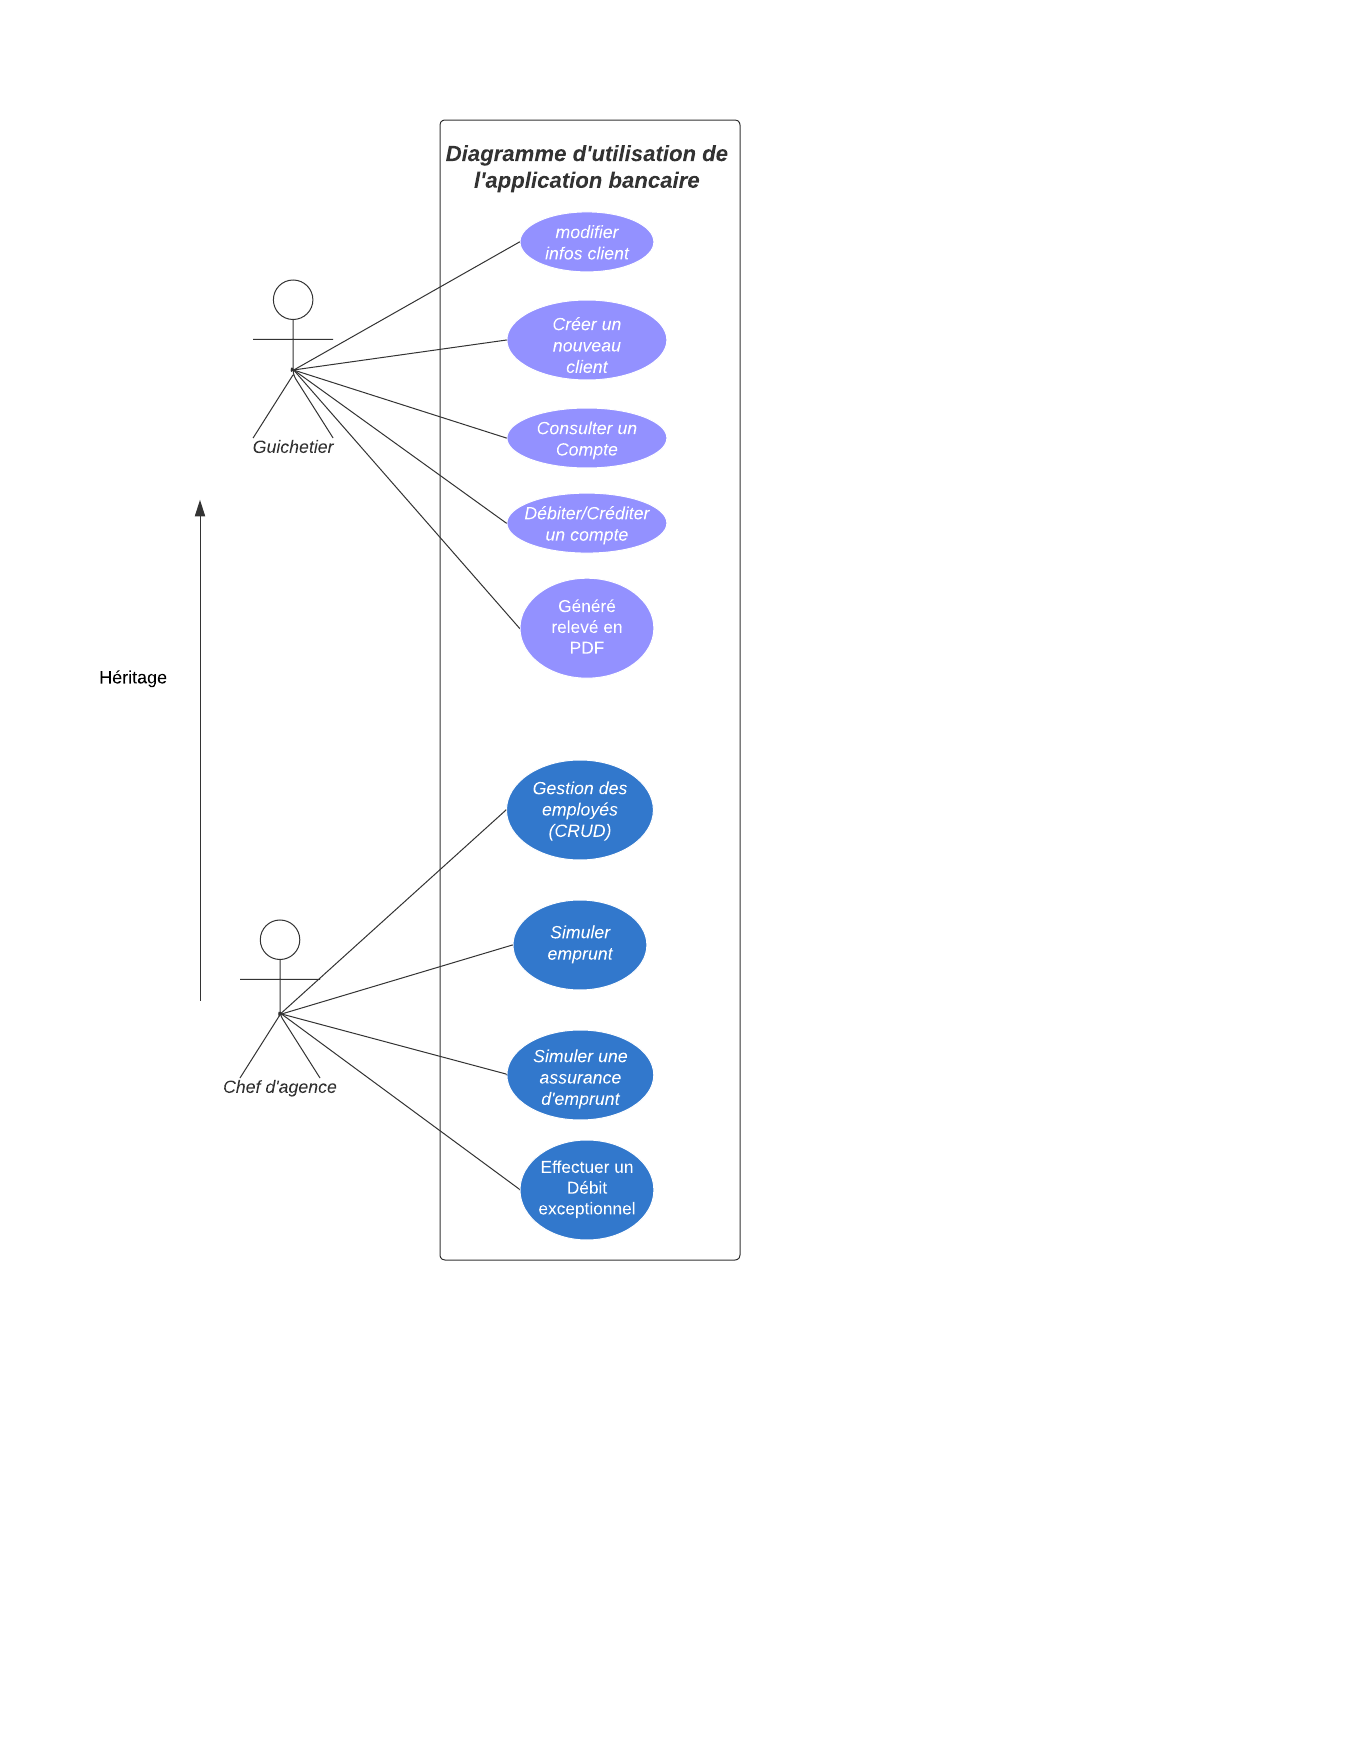 Diagramme d'utilisation de
l'application bancaire
modifier
infos client
Créer un
nouveau
client
Guichetier
Consulter un
Compte
Débiter/Créditer
un compte
Généré
relevé en
PDF
Héritage
Gestion des
employés
(CRUD)
Simuler
emprunt
Simuler une
assurance
d'emprunt
Chef d'agence
Effectuer un
Débit
exceptionnel